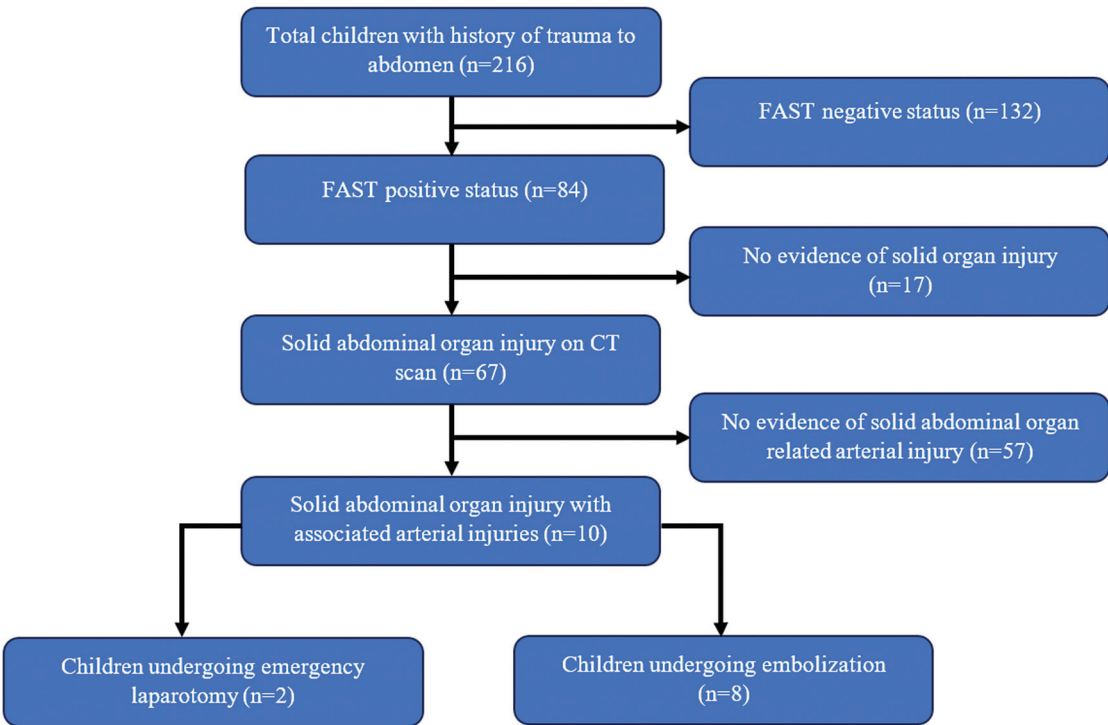 Total children with history of trauma to
abdomen (n=216)
FAST negative status (n=132)
FAST positive status (n=84)
No evidence of solid organ injury
(n=17)
Solid abdominal organ injury on CT
scan (n=67)
No evidence of solid abdominal organ
related arterial injury (n=57)
Solid abdominal organ injury with
associated arterial injuries (n=10)
Children undergoing emergency
laparotomy (n=2)
Children undergoing embolization
(n=8)